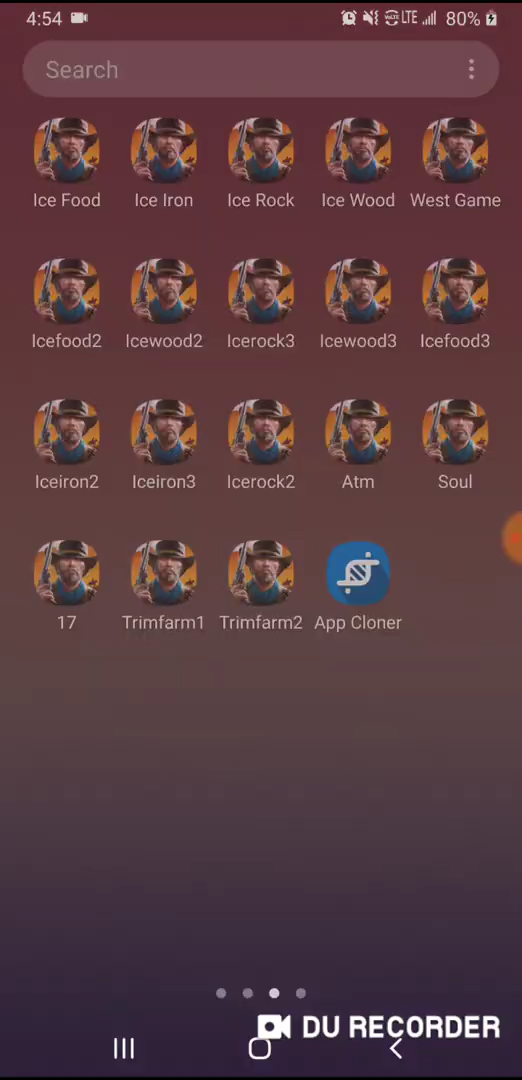 4:54 LTE 80%
Search
Ice Food Ice Iron Ice Rock Ice Wood West Game
Icefood2 Icewood2 Icerock3 Icewood3 Icefood3
Iceiron2 Iceiron3 Icerock2 Atm Soul
17 Trimfarm1 Trimfarm2 App Cloner
DU RECORDER